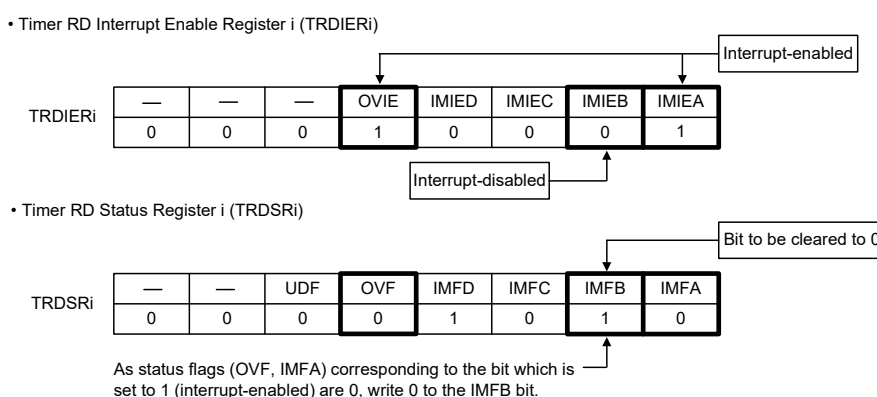 • Timer RD Interrupt Enable Register i (TRDIERi)
Interrupt-enabled
TRDIERi
— — — OVIE IMIED IMIEC IMIEB IMIEA
0 0 0 1 0 0 0 1
Interrupt-disabled
• Timer RD Status Register i (TRDSRi)
Bit to be cleared to 0
TRDSRi
— — UDF OVF IMFD IMFC IMFB IMFA
0 0 0 0 1 0 1 0
As status flags (OVF, IMFA) corresponding to the bit which is
set to 1 (interrupt-enabled) are 0, write 0 to the IMFB bit.